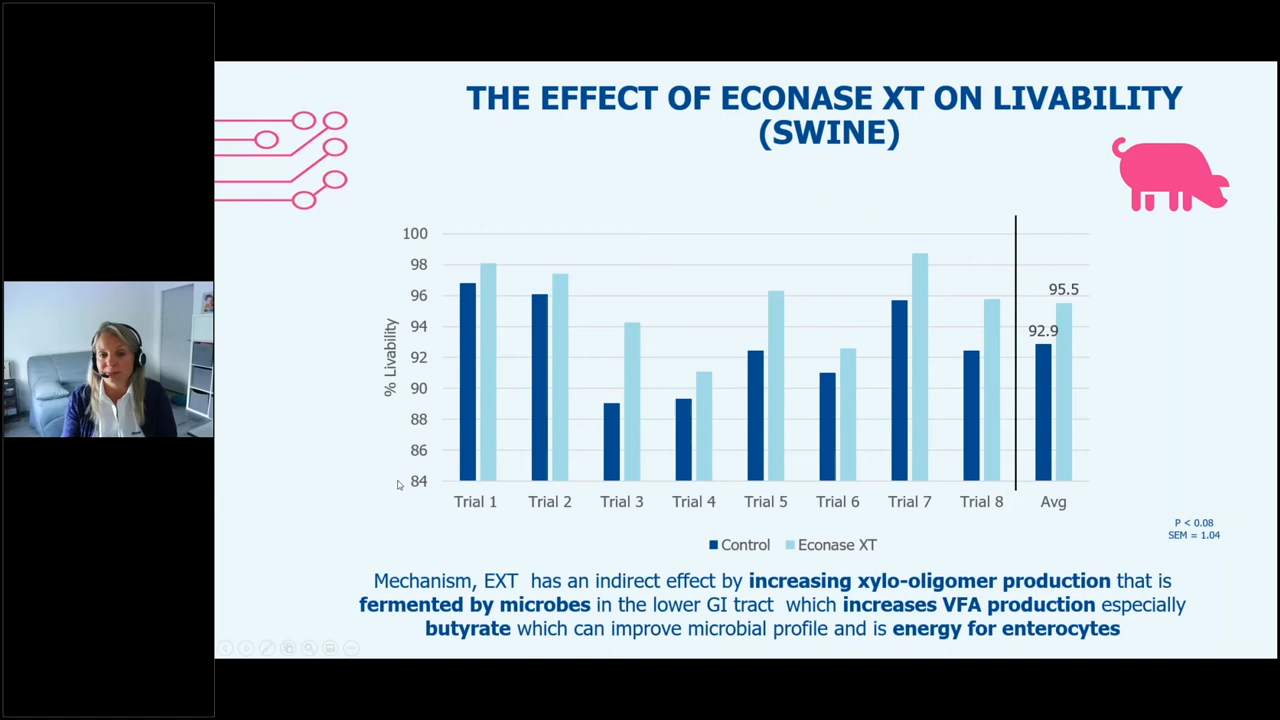 THE EFFECT OF ECONASE XT ON LIVABILITY
(SWINE)
% Livability
100
98
96
94
92
90
88
86
84
95.5
92.9
Trial 1
Trial 2
Trial 3
Trial 4
Trial 5
Trial 6
Trial 7
Trial 8
Avg
Control
Econase XT
P < 0.08
SEM = 1.04
Mechanism, EXT has an indirect effect by increasing xylo-oligomer production that is
fermented by microbes in the lower GI tract which increases VFA production especially
butyrate which can improve microbial profile and is energy for enterocytes